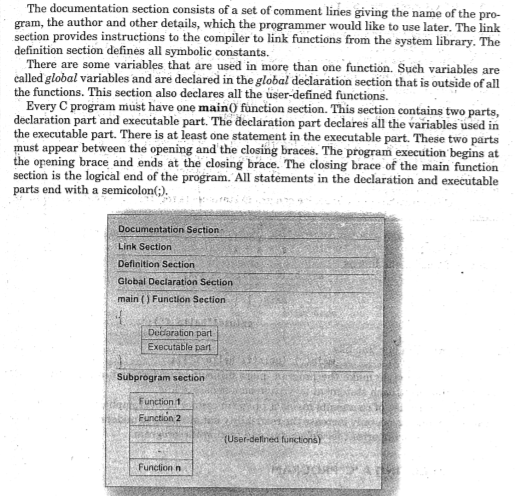 The documentation section consists of a set of comment lines giving the name of the pro-
gram, the author and other details, which the programmer would like to use later. The link
section provides instructions to the compiler to link functions from the system library. The
definition section defines all symbolic constants.
There are some variables that are used in more than one function. Such variables are
called global variables and are declared in the global declaration section that is outside of all
the functions. This section also declares all the user-defined functions.
Every C program must have one main() function section. This section contains two parts,
declaration part and executable part. The declaration part declares all the variables used in
the executable part. There is at least one statement in the executable part. These two parts
must appear between the opening and the closing braces. The program execution begins at
the opening brace and ends at the closing brace. The closing brace of the main function
section is the logical end of the program. All statements in the declaration and executable
parts end with a semicolon(;).
Documentation Section
Link Section
Definition Section
Global Declaration Section
main ( ) Function Section
{
Declaration part
Executable part
}
Subprogram section
Function 1
Function 2
-
-
(User-defined functions)
Function n